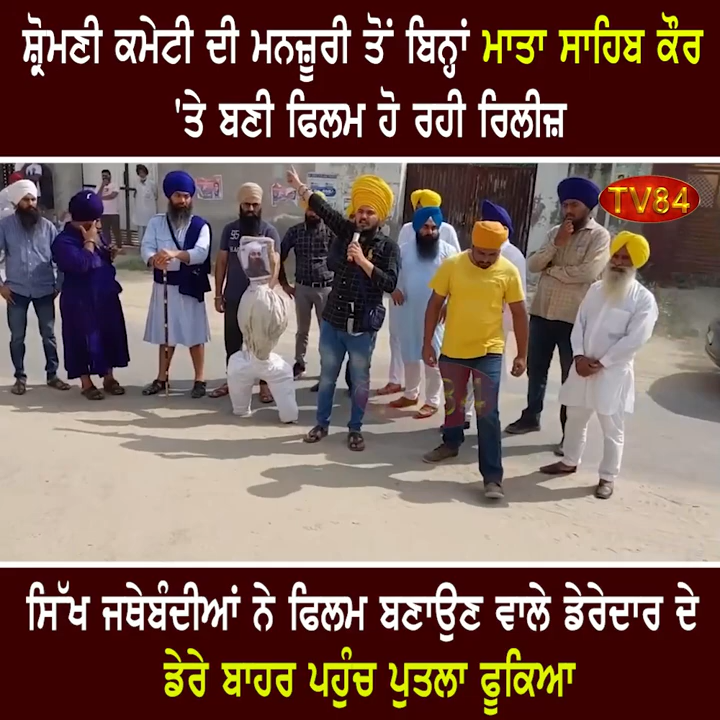 ਸ਼੍ਰੋਮਣੀ ਕਮੇਟੀ ਦੀ ਮਨਜ਼ੂਰੀ ਤੋਂ ਬਿਨ੍ਹਾਂ ਮਾਤਾ ਸਾਹਿਬ ਕੌਰ
'ਤੇ ਬਣੀ ਫਿਲਮ ਹੋ ਰਹੀ ਰਿਲੀਜ਼
TV84
ਸਿੱਖ ਜਥੇਬੰਦੀਆਂ ਨੇ ਫਿਲਮ ਬਣਾਉਣ ਵਾਲੇ ਡੇਰੇਦਾਰ ਦੇ
ਡੇਰੇ ਬਾਹਰ ਪਹੁੰਚ ਪੁਤਲਾ ਫੂਕਿਆ